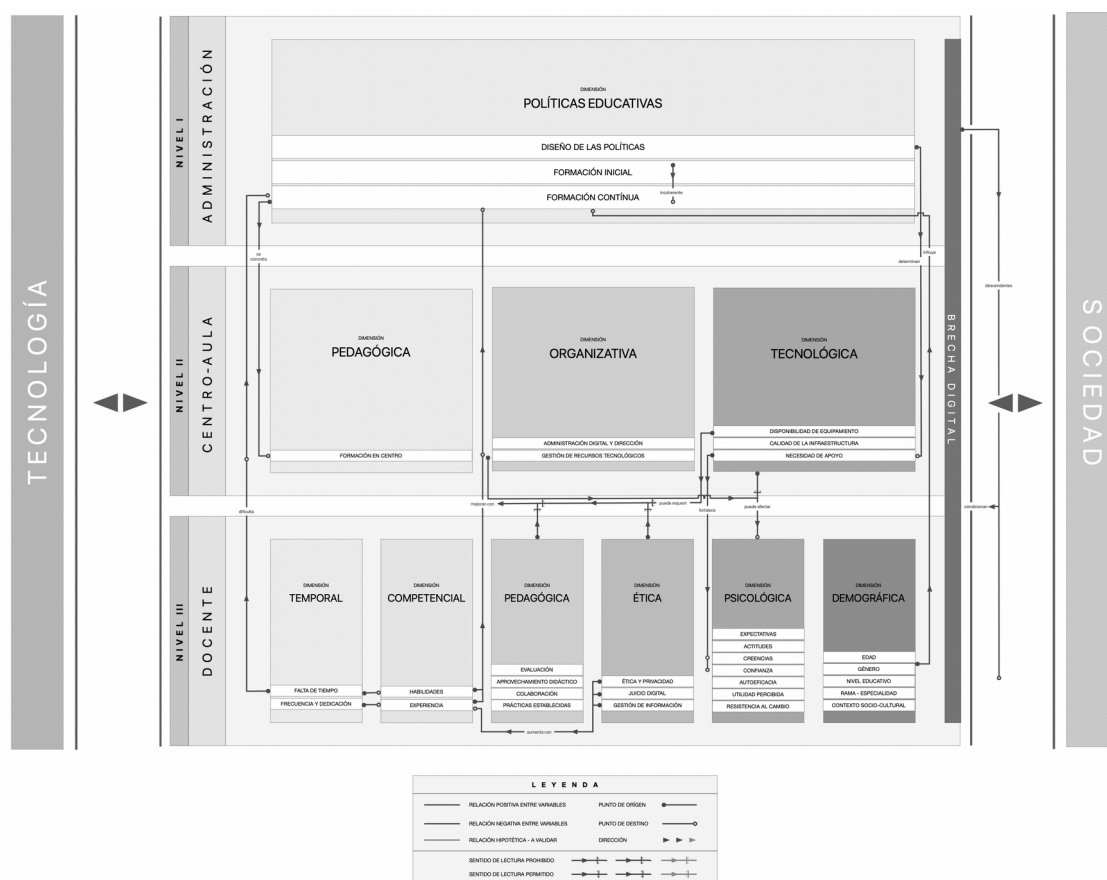 TECNOLOGÍA
SOCIEDAD
BRECHA DIGITAL
NIVEL I
ADMINISTRACIÓN
DIMENSIÓN
POLÍTICAS EDUCATIVAS
DISEÑO DE LAS POLÍTICAS
FORMACIÓN INICIAL
incoherente
FORMACIÓN CONTÍNUA
se
concreta
influye
determinan
descendentes
NIVEL II
CENTRO-AULA
DIMENSIÓN
PEDAGÓGICA
FORMACIÓN EN CENTRO
DIMENSIÓN
ORGANIZATIVA
ADMINISTRACIÓN DIGITAL Y DIRECCIÓN
GESTIÓN DE RECURSOS TECNOLÓGICOS
DIMENSIÓN
TECNOLÓGICA
DISPONIBILIDAD DE EQUIPAMIENTO
CALIDAD DE LA INFRAESTRUCTURA
NECESIDAD DE APOYO
dificulta
mejoran con
puede requerir
fortalece
puede afectar
condicionan
NIVEL III
DOCENTE
DIMENSIÓN
TEMPORAL
FALTA DE TIEMPO
FRECUENCIA Y DEDICACIÓN
DIMENSIÓN
COMPETENCIAL
HABILIDADES
EXPERIENCIA
DIMENSIÓN
PEDAGÓGICA
EVALUACIÓN
APROVECHAMIENTO DIDÁCTICO
COLABORACIÓN
PRÁCTICAS ESTABLECIDAS
DIMENSIÓN
ÉTICA
ÉTICA Y PRIVACIDAD
JUICIO DIGITAL
GESTIÓN DE INFORMACIÓN
DIMENSIÓN
PSICOLÓGICA
EXPECTATIVAS
ACTITUDES
CREENCIAS
CONFIANZA
AUTOEFICACIA
UTILIDAD PERCIBIDA
RESISTENCIA AL CAMBIO
DIMENSIÓN
DEMOGRÁFICA
EDAD
GÉNERO
NIVEL EDUCATIVO
RAMA - ESPECIALIDAD
CONTEXTO SOCIO-CULTURAL
aumenta con
LEYENDA
RELACIÓN POSITIVA ENTRE VARIABLES
PUNTO DE ORÍGEN
RELACIÓN NEGATIVA ENTRE VARIABLES
PUNTO DE DESTINO
RELACIÓN HIPOTÉTICA - A VALIDAR
DIRECCIÓN
SENTIDO DE LECTURA PROHIBIDO
SENTIDO DE LECTURA PERMITIDO